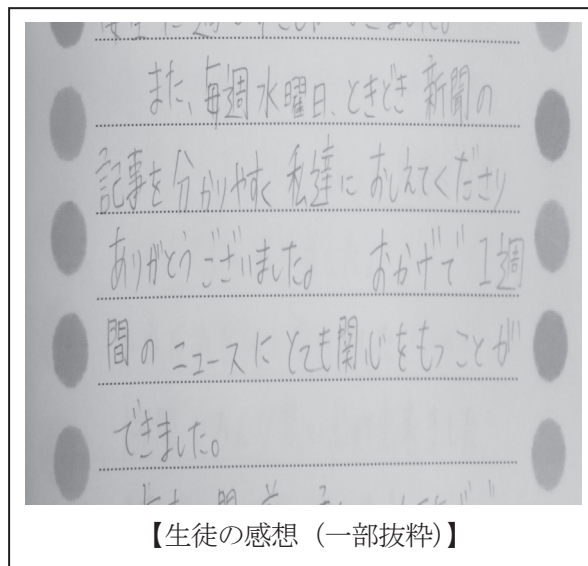 また、毎週水曜日、ときどき新聞の
記事を分かりやすく私達におしえてくださり
ありがとうございました。 おかげで1週
間のニュースにとても関心をもつことが
できました。
【生徒の感想（一部抜粋）】